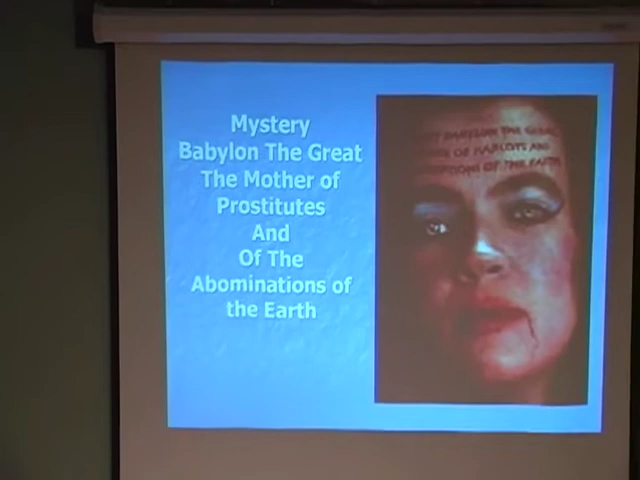 Mystery
Babylon The Great
The Mother of
Prostitutes
And
Of The
Abominations of
the Earth
BABYLON THE GREAT
OF HARLOTS AND
OF THE EARTH